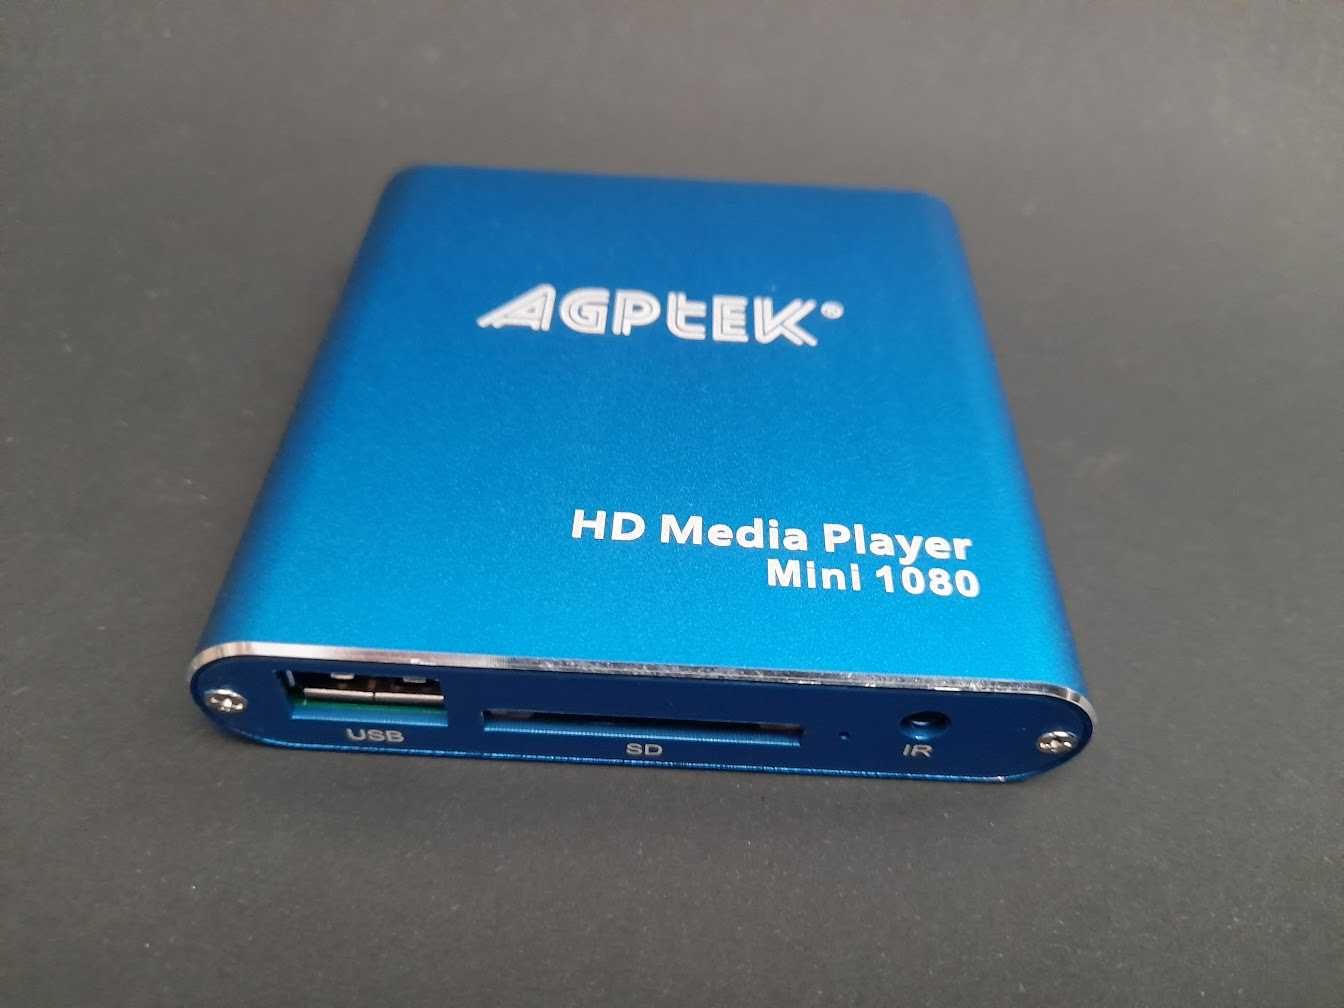 AGPtEK®
HD Media Player
Mini 1080
USB
SD
IR